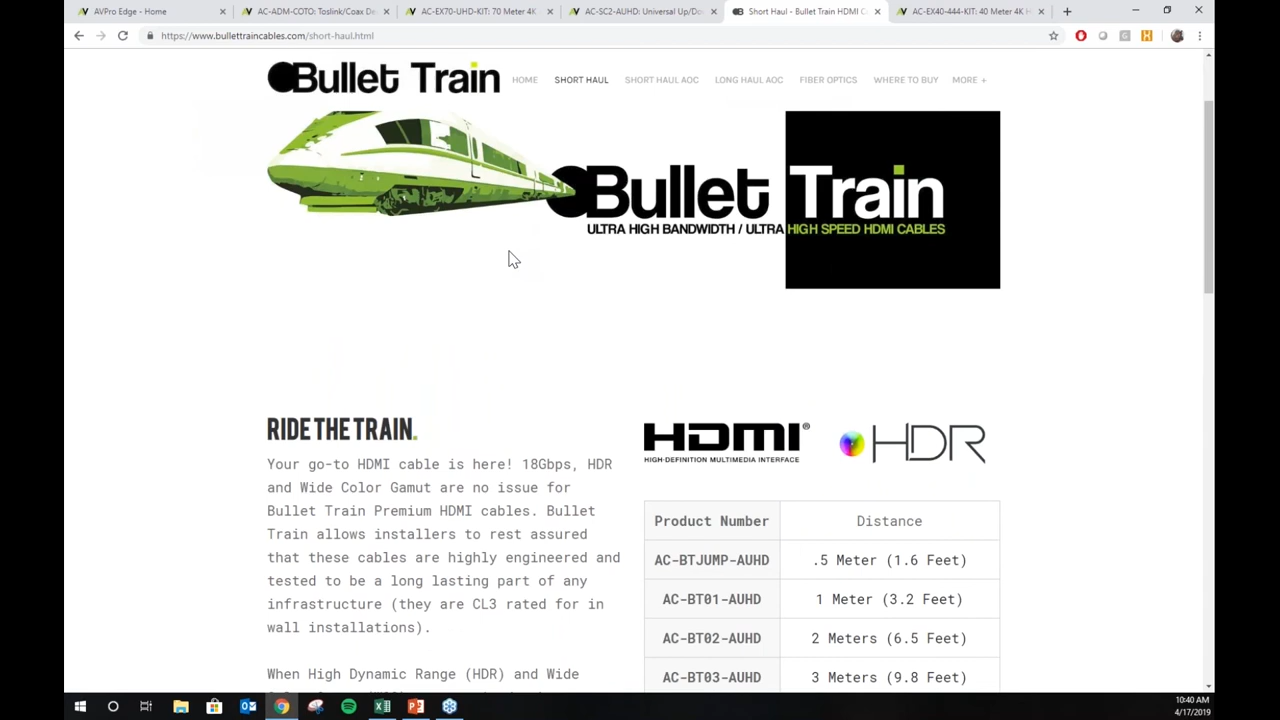 AVPro Edge - Home
AC-ADM-COTO: Toslink/Coax De
AC-EX70-UHD-KIT: 70 Meter 4K
AC-SC2-AUHD: Universal Up/Do
Short Haul - Bullet Train HDMI C
AC-EX40-444-KIT: 40 Meter 4K H
https://www.bullettraincables.com/short-haul.html
Bullet Train
HOME
SHORT HAUL
SHORT HAUL AOC
LONG HAUL AOC
FIBER OPTICS
WHERE TO BUY
MORE +
Bullet Train
ULTRA HIGH BANDWIDTH / ULTRA HIGH SPEED HDMI CABLES
RIDE THE TRAIN.
Your go-to HDMI cable is here! 18Gbps, HDR
and Wide Color Gamut are no issue for
Bullet Train Premium HDMI cables. Bullet
Train allows installers to rest assured
that these cables are highly engineered and
tested to be a long lasting part of any
infrastructure (they are CL3 rated for in
wall installations).
When High Dynamic Range (HDR) and Wide
HDMI®
HIGH-DEFINITION MULTIMEDIA INTERFACE
HDR
Product Number Distance
AC-BTJUMP-AUHD .5 Meter (1.6 Feet)
AC-BT01-AUHD 1 Meter (3.2 Feet)
AC-BT02-AUHD 2 Meters (6.5 Feet)
AC-BT03-AUHD 3 Meters (9.8 Feet)
10:40 AM
4/17/2019